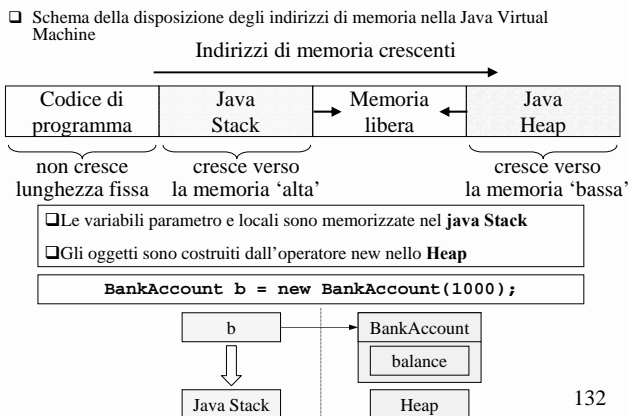 ❑ Schema della disposizione degli indirizzi di memoria nella Java Virtual
Machine
Indirizzi di memoria crescenti
Codice di
programma
Java
Stack
Memoria
libera
Java
Heap
non cresce
lunghezza fissa
cresce verso
la memoria ‘alta’
cresce verso
la memoria ‘bassa’
❑Le variabili parametro e locali sono memorizzate nel java Stack
❑Gli oggetti sono costruiti dall’operatore new nello Heap
BankAccount b = new BankAccount(1000);
b
BankAccount
balance
Java Stack
Heap
132